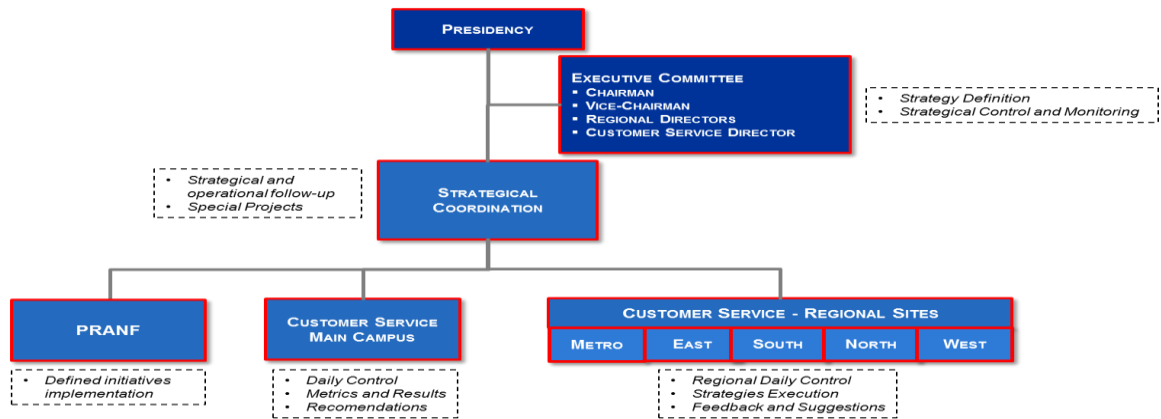 PRESIDENCY
EXECUTIVE COMMITTEE
▪ CHAIRMAN
▪ VICE-CHAIRMAN
▪ REGIONAL DIRECTORS
▪ CUSTOMER SERVICE DIRECTOR
• Strategy Definition
• Strategical Control and Monitoring
• Strategical and
operational follow-up
• Special Projects
STRATEGICAL
COORDINATION
PRANF
CUSTOMER SERVICE
MAIN CAMPUS
CUSTOMER SERVICE - REGIONAL SITES
METRO EAST SOUTH NORTH WEST
• Defined initiatives
implementation
• Daily Control
• Metrics and Results
• Recomendations
• Regional Daily Control
• Strategies Execution
• Feedback and Suggestions